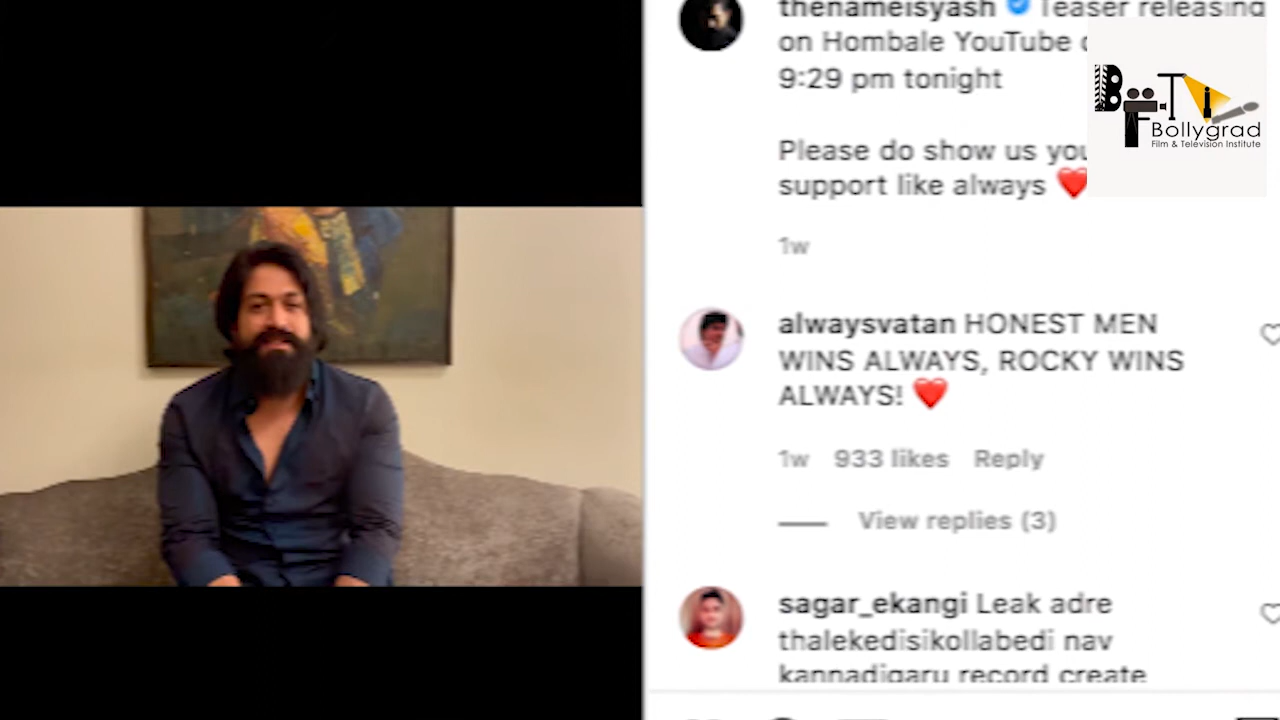 thenameisyash Teaser releasing
on Hombale YouTube
9:29 pm tonight
Please do show us you
support like always ❤️
1w
alwaysvatan HONEST MEN
WINS ALWAYS, ROCKY WINS
ALWAYS! ❤️
1w 933 likes Reply
View replies (3)
sagar_ekangi Leak adre
thalekedisikollabedi nav
kannadigaru record create
BFTI
Bollygrad
Film & Television Institute